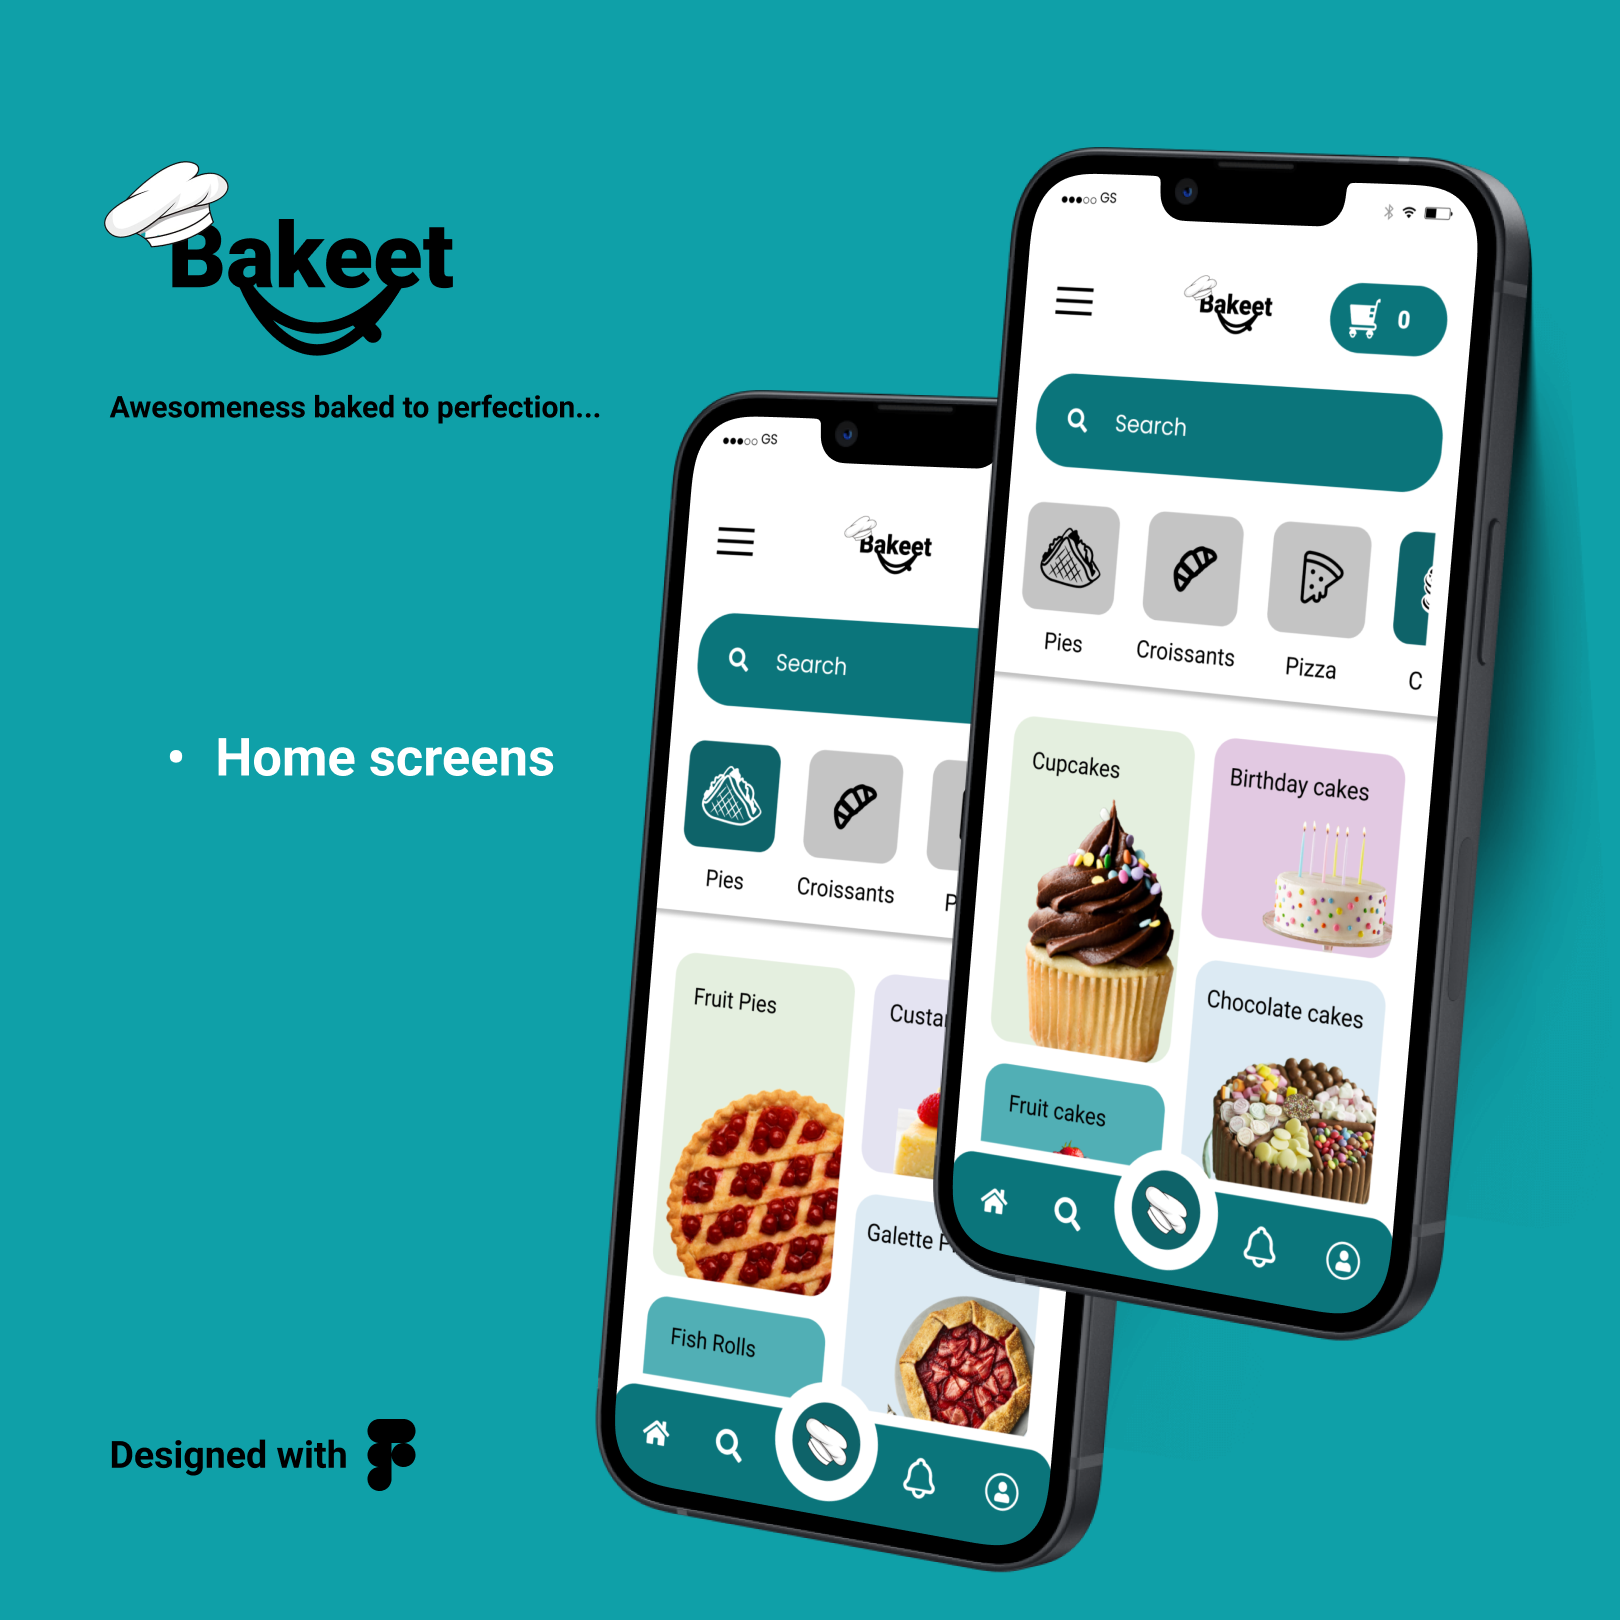 Bakeet
Awesomeness baked to perfection...
• Home screens
Designed with
GS
Bakeet
Search
Pies
Croissants
P
Fruit Pies
Custar
Galette P
Fish Rolls
GS
Bakeet
0
Search
Pies
Croissants
Pizza
C
Cupcakes
Birthday cakes
Chocolate cakes
Fruit cakes